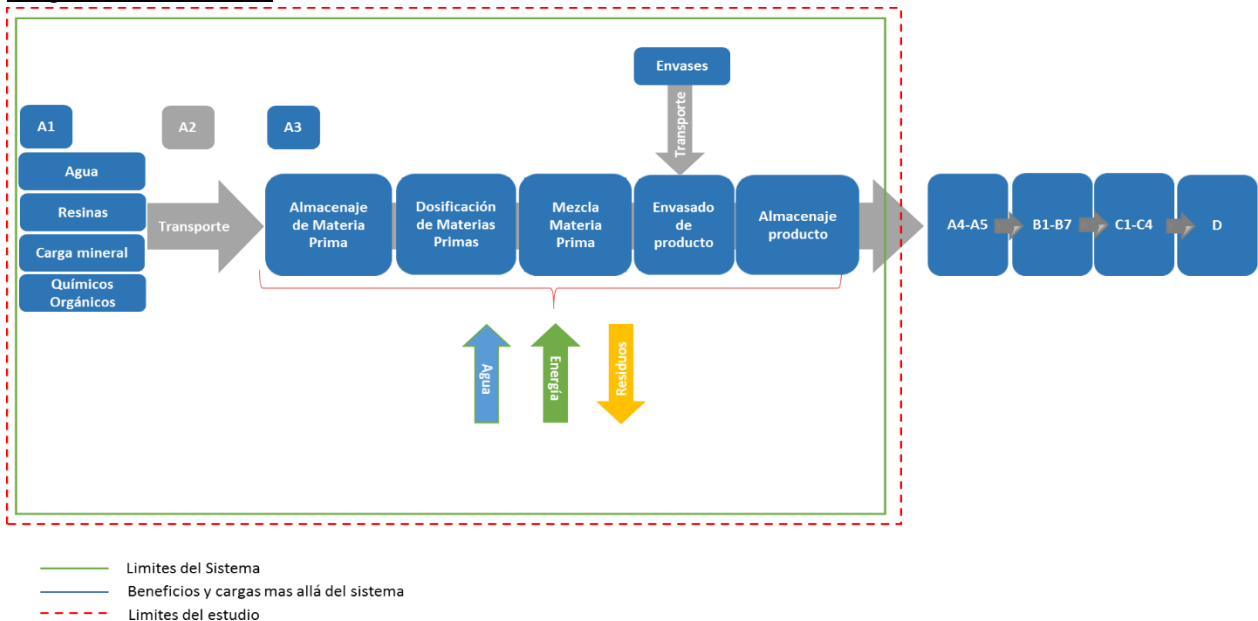 Envases
Transporte
A1
A2
A3
Agua
Resinas
Carga mineral
Químicos
Orgánicos
Transporte
Almacenaje
de Materia
Prima
Dosificación
de Materias
Primas
Mezcla
Materia
Prima
Envasado
de
producto
Almacenaje
producto
A4-A5
B1-B7
C1-C4
D
Agua
Energía
Residuos
Limites del Sistema
Beneficios y cargas mas allá del sistema
Limites del estudio